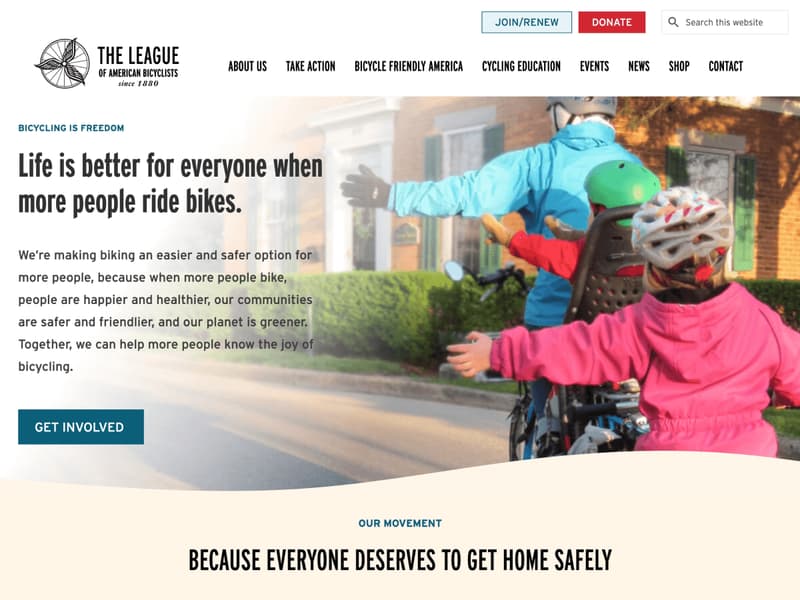 JOIN/RENEW
DONATE
Search this website
THE LEAGUE
OF AMERICAN BICYCLISTS
since 1880
ABOUT US
TAKE ACTION
BICYCLE FRIENDLY AMERICA
CYCLING EDUCATION
EVENTS
NEWS
SHOP
CONTACT
BICYCLING IS FREEDOM
Life is better for everyone when
more people ride bikes.
We’re making biking an easier and safer option for
more people, because when more people bike,
people are happier and healthier, our communities
are safer and friendlier, and our planet is greener.
Together, we can help more people know the joy of
bicycling.
GET INVOLVED
OUR MOVEMENT
BECAUSE EVERYONE DESERVES TO GET HOME SAFELY